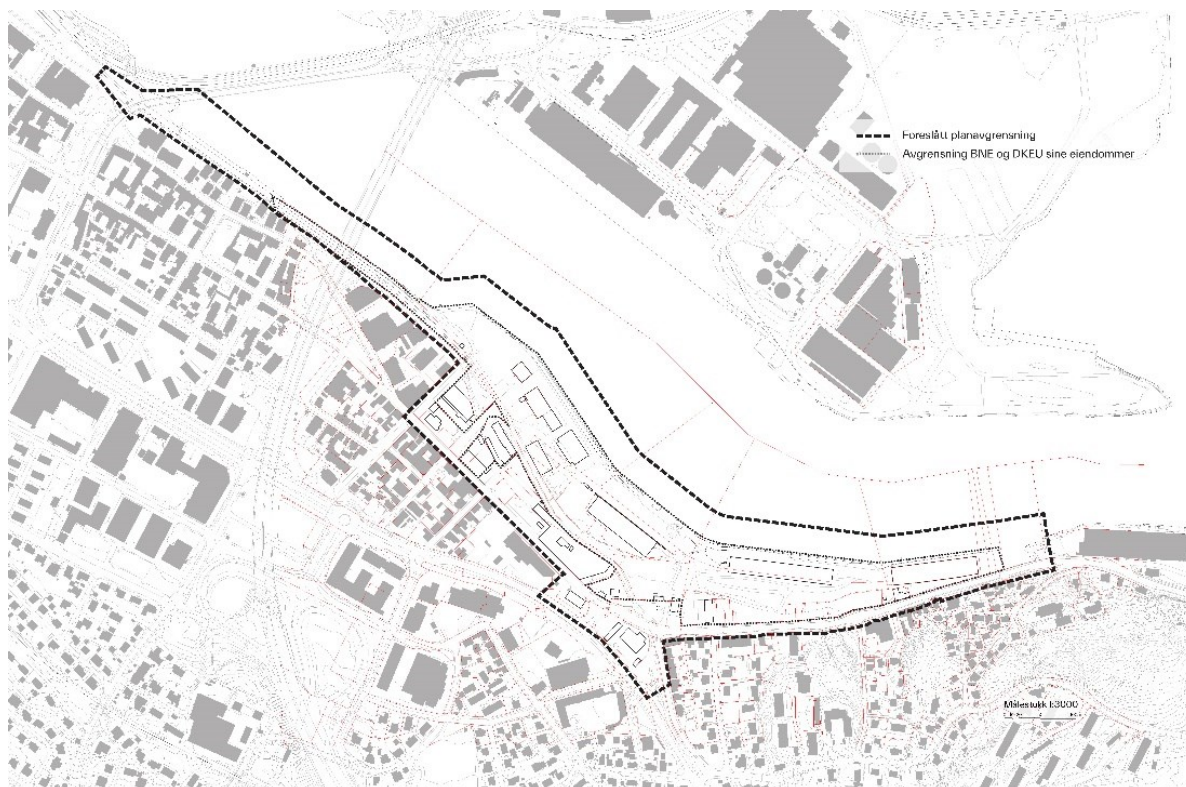 Foreslått planavgrensning
Avgrensning BNE og DKEU sine eiendommer
Målestokk 1:3000